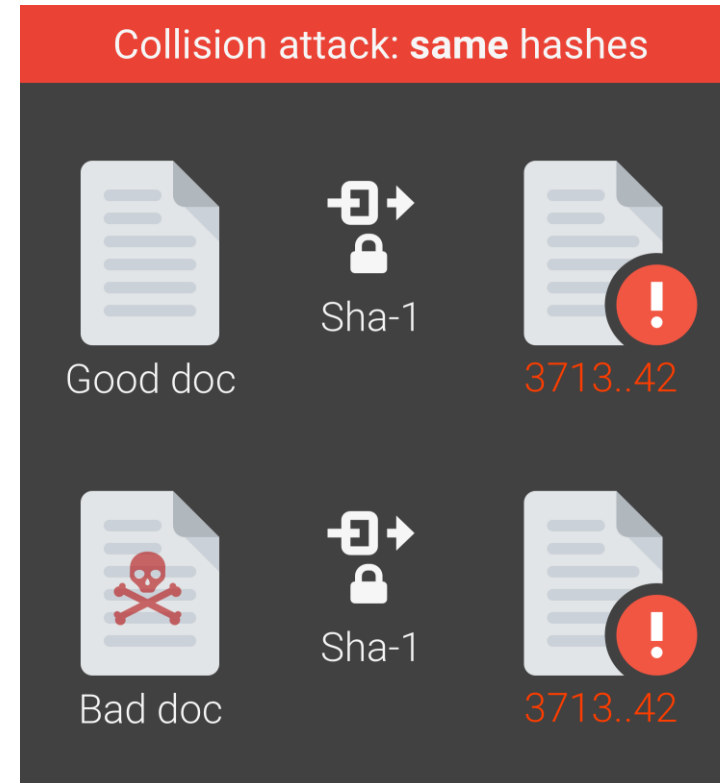 Collision attack: same hashes
Sha-1
Good doc
3713..42
Sha-1
Bad doc
3713..42